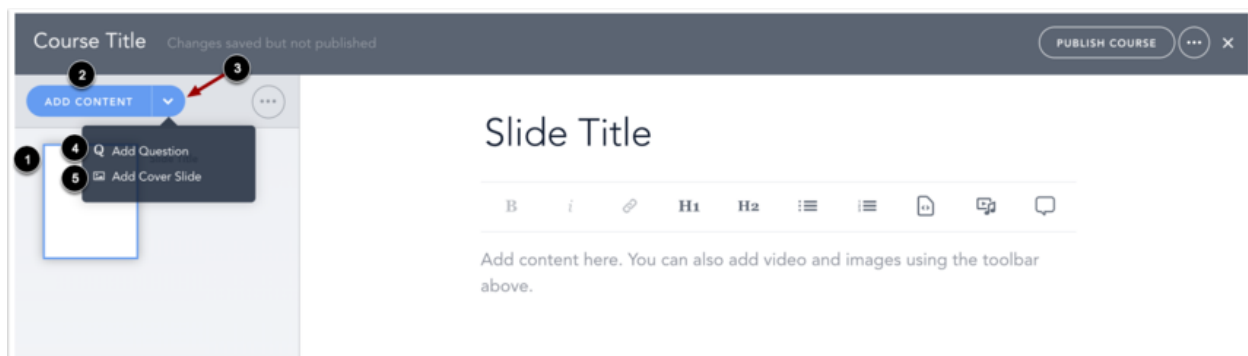 Course Title Changes saved but not published
PUBLISH COURSE
2
3
ADD CONTENT
4 Q Add Question
1
5 Add Cover Slide
Slide Title
B i H1 H2
Add content here. You can also add video and images using the toolbar
above.